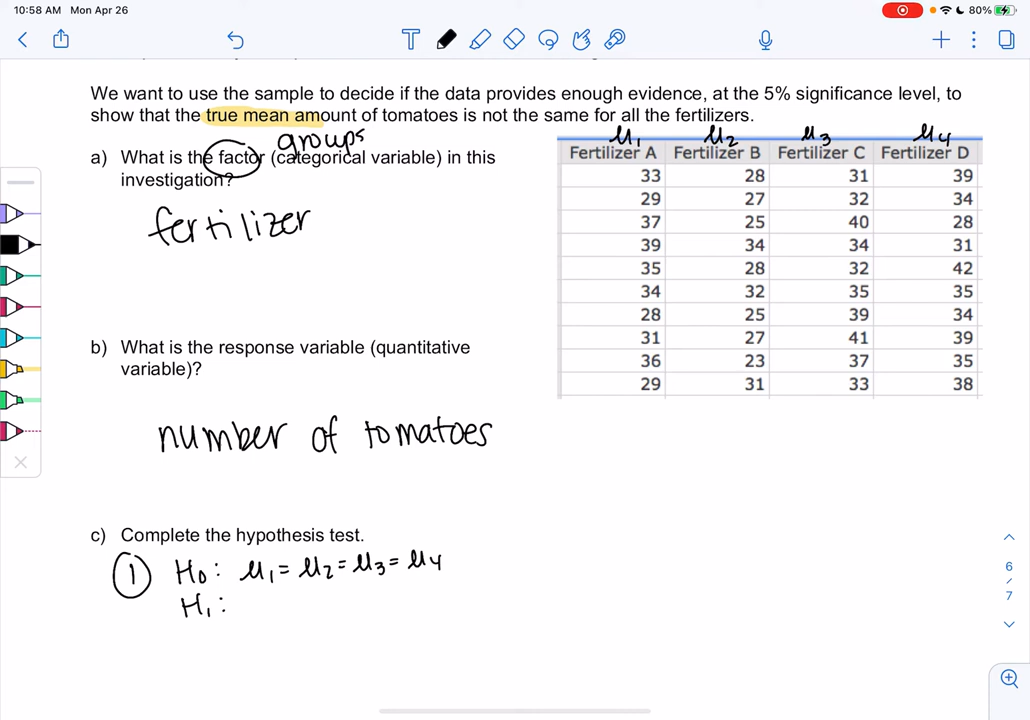 10:58 AM Mon Apr 26
80%
We want to use the sample to decide if the data provides enough evidence, at the 5% significance level, to
show that the true mean amount of tomatoes is not the same for all the fertilizers.
groups
a) What is the factor (categorical variable) in this
investigation?
fertilizer
μ1 μ2 μ3 μ4
Fertilizer A Fertilizer B Fertilizer C Fertilizer D
33 28 31 39
29 27 32 34
37 25 40 28
39 34 34 31
35 28 32 42
34 32 35 35
28 25 39 34
31 27 41 39
36 23 37 35
29 31 33 38
b) What is the response variable (quantitative
variable)?
number of tomatoes
c) Complete the hypothesis test.
1 H0: μ1 = μ2 = μ3 = μ4
H1:
6
/
7